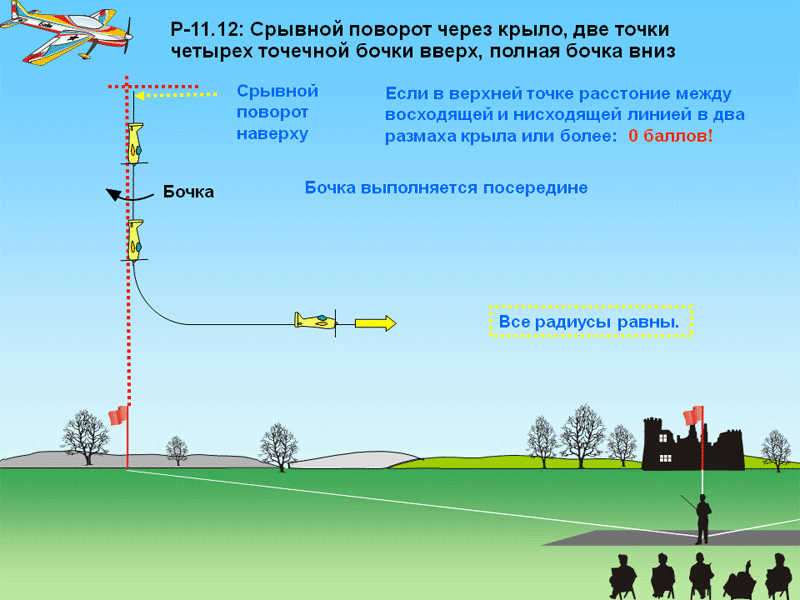 P-11.12: Срывной поворот через крыло, две точки
четырех точечной бочки вверх, полная бочка вниз
Срывной
поворот
наверху
Если в верхней точке расстоние между
восходящей и нисходящей линией в два
размаха крыла или более: 0 баллов!
Бочка
Бочка выполняется посередине
Все радиусы равны.